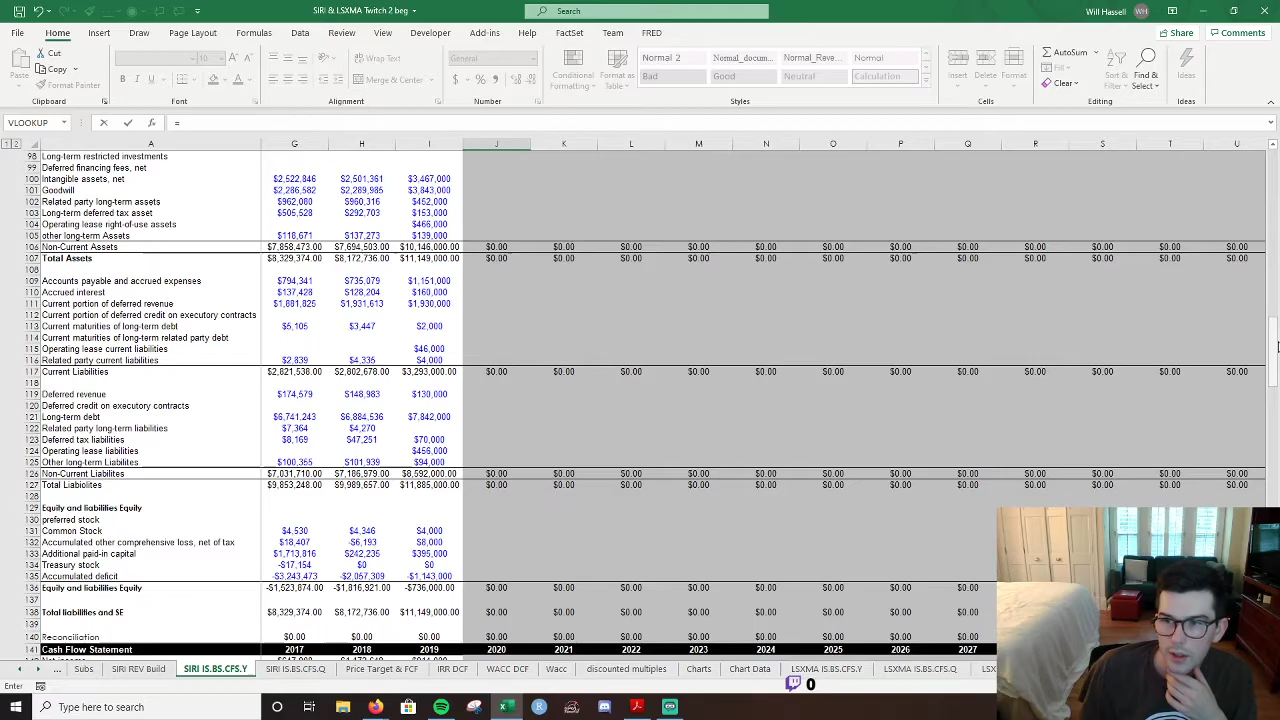 SIRI & LSXMA Twitch 2 beg
Search
Will Hassell WH
File Home Insert Draw Page Layout Formulas Data Review View Developer Add-ins Help FactSet Team FRED Share Comments
Cut
Copy
Format Painter
Paste
Clipboard
10
Font
Wrap Text
Merge & Center
Alignment
General
Number
Conditional Formatting
Format as Table
Normal 2 Normal_docum... Normal_Reve... Normal
Bad Good Neutral Calculation
Styles
Insert Delete Format
Cells
AutoSum
Fill
Clear
Sort & Filter
Find & Select
Editing
Ideas
Ideas
VLOOKUP =
A G H I J K L M N O P Q R S T U
98 Long-term restricted investments
99 Deferred financing fees, net
100 Intangible assets, net $2,522,846 $2,501,361 $3,467,000
101 Goodwill $2,286,582 $2,289,985 $3,843,000
102 Related party long-term assets $962,080 $960,316 $452,000
103 Long-term deferred tax asset $505,528 $292,703 $153,000
104 Operating lease right-of-use assets $466,000
105 other long-term Assets $118,671 $137,273 $139,000
106 Non-Current Assets $7,858,473.00 $7,694,503.00 $10,146,000.00 $0.00 $0.00 $0.00 $0.00 $0.00 $0.00 $0.00 $0.00 $0.00 $0.00 $0.00 $0.00
107 Total Assets $8,329,374.00 $8,172,736.00 $11,149,000.00 $0.00 $0.00 $0.00 $0.00 $0.00 $0.00 $0.00 $0.00 $0.00 $0.00 $0.00 $0.00
108
109 Accounts payable and accrued expenses $794,341 $735,079 $1,151,000
110 Accrued interest $137,428 $128,204 $160,000
111 Current portion of deferred revenue $1,881,825 $1,931,613 $1,930,000
112 Current portion of deferred credit on executory contracts
113 Current maturities of long-term debt $5,105 $3,447 $2,000
114 Current maturities of long-term related party debt
115 Operating lease current liabilities $46,000
116 Related party current liabilities $2,839 $4,335 $4,000
117 Current Liabilities $2,821,538.00 $2,802,678.00 $3,293,000.00 $0.00 $0.00 $0.00 $0.00 $0.00 $0.00 $0.00 $0.00 $0.00 $0.00 $0.00 $0.00
118
119 Deferred revenue $174,579 $148,983 $130,000
120 Deferred credit on executory contracts
121 Long-term debt $6,741,243 $6,884,536 $7,842,000
122 Related party long-term liabilities $7,364 $4,270
123 Deferred tax liabilities $8,169 $47,251 $70,000
124 Operating lease liabilities $456,000
125 Other long-term Liabilites $100,355 $101,939 $94,000
126 Non-Current Liabilites $7,031,710.00 $7,186,979.00 $8,592,000.00 $0.00 $0.00 $0.00 $0.00 $0.00 $0.00 $0.00 $0.00 $0.00 $0.00 $0.00 $0.00
127 Total Liabiolites $9,853,248.00 $9,989,657.00 $11,885,000.00 $0.00 $0.00 $0.00 $0.00 $0.00 $0.00 $0.00 $0.00 $0.00 $0.00 $0.00 $0.00
128
129 Equity and liabilities Equity
130 preferred stock
131 Common Stock $4,530 $4,346 $4,000
132 Accumulated other comprehensive loss, net of tax $18,407 -$6,193 $8,000
133 Additional paid-in capital $1,713,816 $242,235 $395,000
134 Treasury stock -$17,154 $0 $0
135 Accumulated deficit -$3,243,473 -$2,057,309 -$1,143,000
136 Equity and liabilities Equity -$1,523,874.00 -$1,816,921.00 -$736,000.00 $0.00 $0.00 $0.00 $0.00 $0.00 $0.00 $0.00 $0.00
137
138 Total liabilities and SE $8,329,374.00 $8,172,736.00 $11,149,000.00 $0.00 $0.00 $0.00 $0.00 $0.00 $0.00 $0.00 $0.00
139
140 Reconciliation $0.00 $0.00 $0.00 $0.00 $0.00 $0.00 $0.00 $0.00 $0.00 $0.00 $0.00
141 Cash Flow Statement 2017 2018 2019 2020 2021 2022 2023 2024 2025 2026 2027
... Subs SIRI REV Build SIRI IS.BS.CFS.Y SIRI IS.BS.CFS.Q Price Target & FCF IRR DCF WACC DCF Wacc discounted multiples Charts Chart Data LSXMA IS.BS.CFS.Y LSXMA IS.BS.CFS.Q
Enter
0
Type here to search